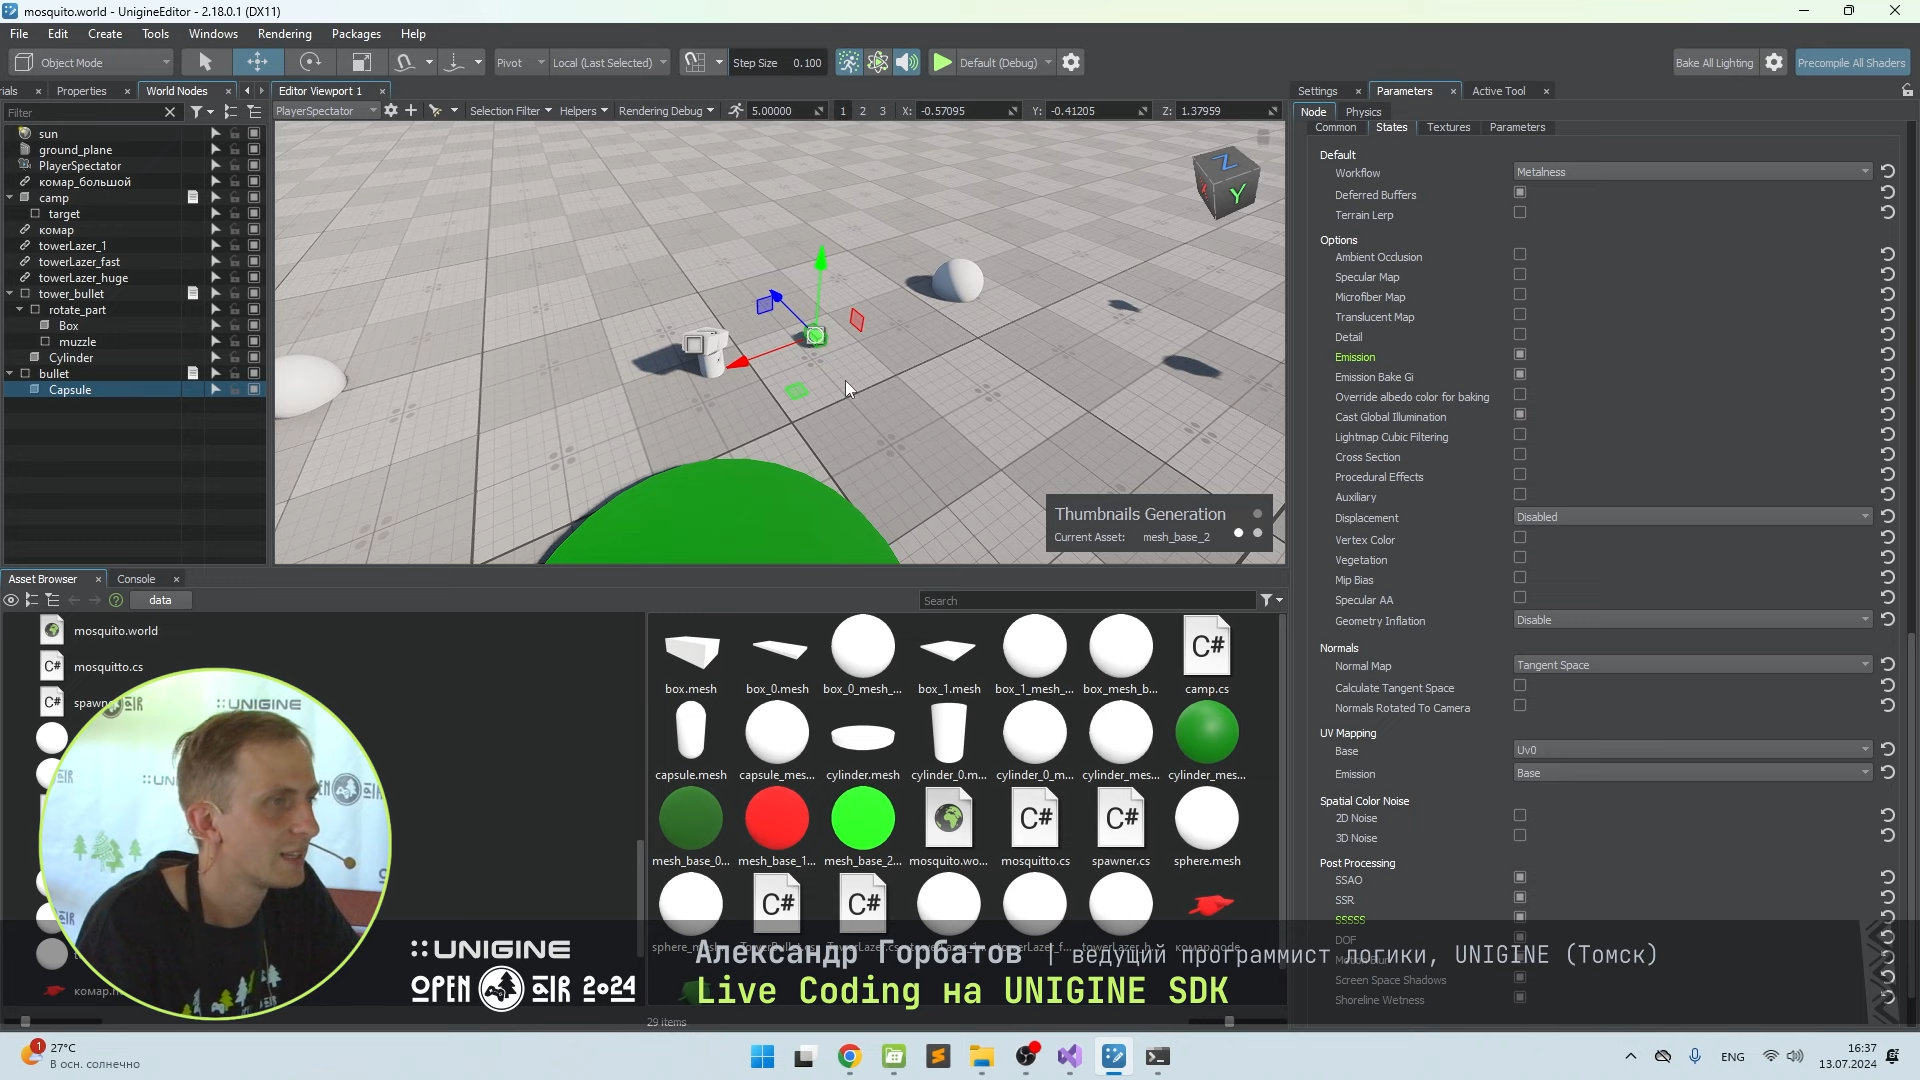 mosquito.world - UnigineEditor - 2.18.0.1 (DX11)
File Edit Create Tools Windows Rendering Packages Help
Object Mode Pivot Local (Last Selected) Step Size 0.100 Default (Debug) Bake All Lighting Precompile All Shaders
Properties World Nodes
Filter
sun
ground_plane
PlayerSpectator
комар_большой
camp
target
комар
towerLazer_1
towerLazer_fast
towerLazer_huge
tower_bullet
rotate_part
Box
muzzle
Cylinder
bullet
Capsule
Editor Viewport 1
PlayerSpectator Selection Filter Helpers Rendering Debug 5.00000 1 2 3 X: -0.57095 Y: -0.41205 Z: 1.37959
Z
Y
Thumbnails Generation
Current Asset: mesh_base_2
Settings Parameters Active Tool
Node Physics
Common States Textures Parameters
Default
Workflow Metalness
Deferred Buffers
Terrain Lerp
Options
Ambient Occlusion
Specular Map
Microfiber Map
Translucent Map
Detail
Emission
Emission Bake Gi
Override albedo color for baking
Cast Global Illumination
Lightmap Cubic Filtering
Cross Section
Procedural Effects
Auxiliary
Displacement Disabled
Vertex Color
Vegetation
Mip Bias
Specular AA
Geometry Inflation Disable
Normals
Normal Map Tangent Space
Calculate Tangent Space
Normals Rotated To Camera
UV Mapping
Base Uv0
Emission Base
Spatial Color Noise
2D Noise
3D Noise
Post Processing
SSAO
SSR
SSSSS
DOF
Screen Space Shadows
Shoreline Wetness
Asset Browser Console
data
Search
mosquito.world
C# mosquitto.cs
C#
box.mesh box_0.mesh box_0_mesh_... box_1.mesh box_1_mesh_... box_mesh_b... camp.cs
C#
capsule.mesh capsule_mes... cylinder.mesh cylinder_0.m... cylinder_0_m... cylinder_mes... cylinder_mes...
mesh_base_0... mesh_base_1... mesh_base_2... mosquito.wo... mosquitto.cs spawner.cs sphere.mesh
C# C#
C# C#
29 items
::UNIGINE
::UNIGINE
OPEN AIR 2024
Александр Горбатов | ведущий программист логики, UNIGINE (Томск)
Live Coding на UNIGINE SDK
1 27°C
В осн. солнечно
ENG
16:37
13.07.2024